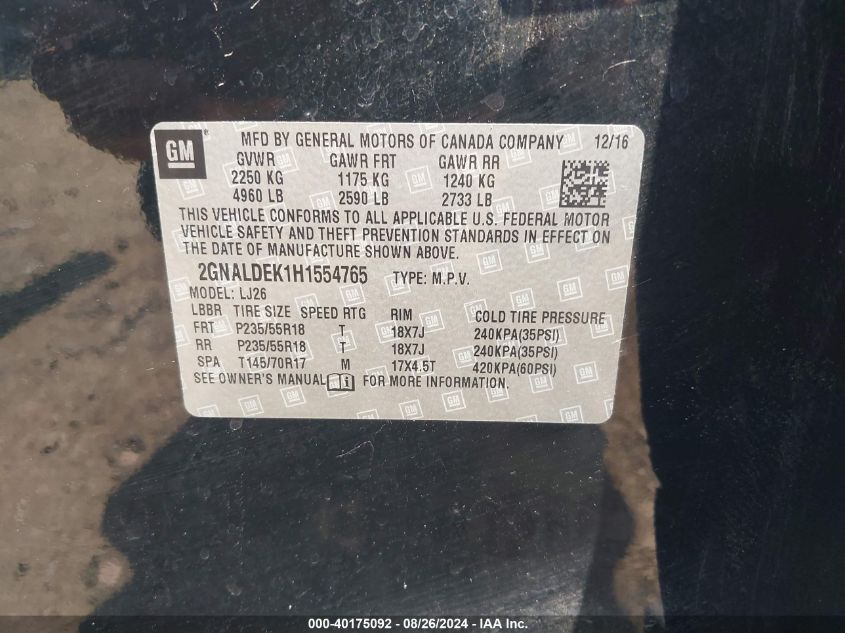 GM
MFD BY GENERAL MOTORS OF CANADA COMPANY 12/16
GVWR GAWR FRT GAWR RR
2250 KG 1175 KG 1240 KG
4960 LB 2590 LB 2733 LB
THIS VEHICLE CONFORMS TO ALL APPLICABLE U.S. FEDERAL MOTOR
VEHICLE SAFETY AND THEFT PREVENTION STANDARDS IN EFFECT ON
THE DATE OF MANUFACTURE SHOWN ABOVE.
2GNALDEK1H1554765 TYPE: M.P.V.
MODEL: LJ26
LBBR TIRE SIZE SPEED RTG RIM COLD TIRE PRESSURE
FRT P235/55R18 T 18X7J 240KPA(35PSI)
RR P235/55R18 T 18X7J 240KPA(35PSI)
SPA T145/70R17 M 17X4.5T 420KPA(60PSI)
SEE OWNER'S MANUAL FOR MORE INFORMATION.
000-40175092 - 08/26/2024 - IAA Inc.